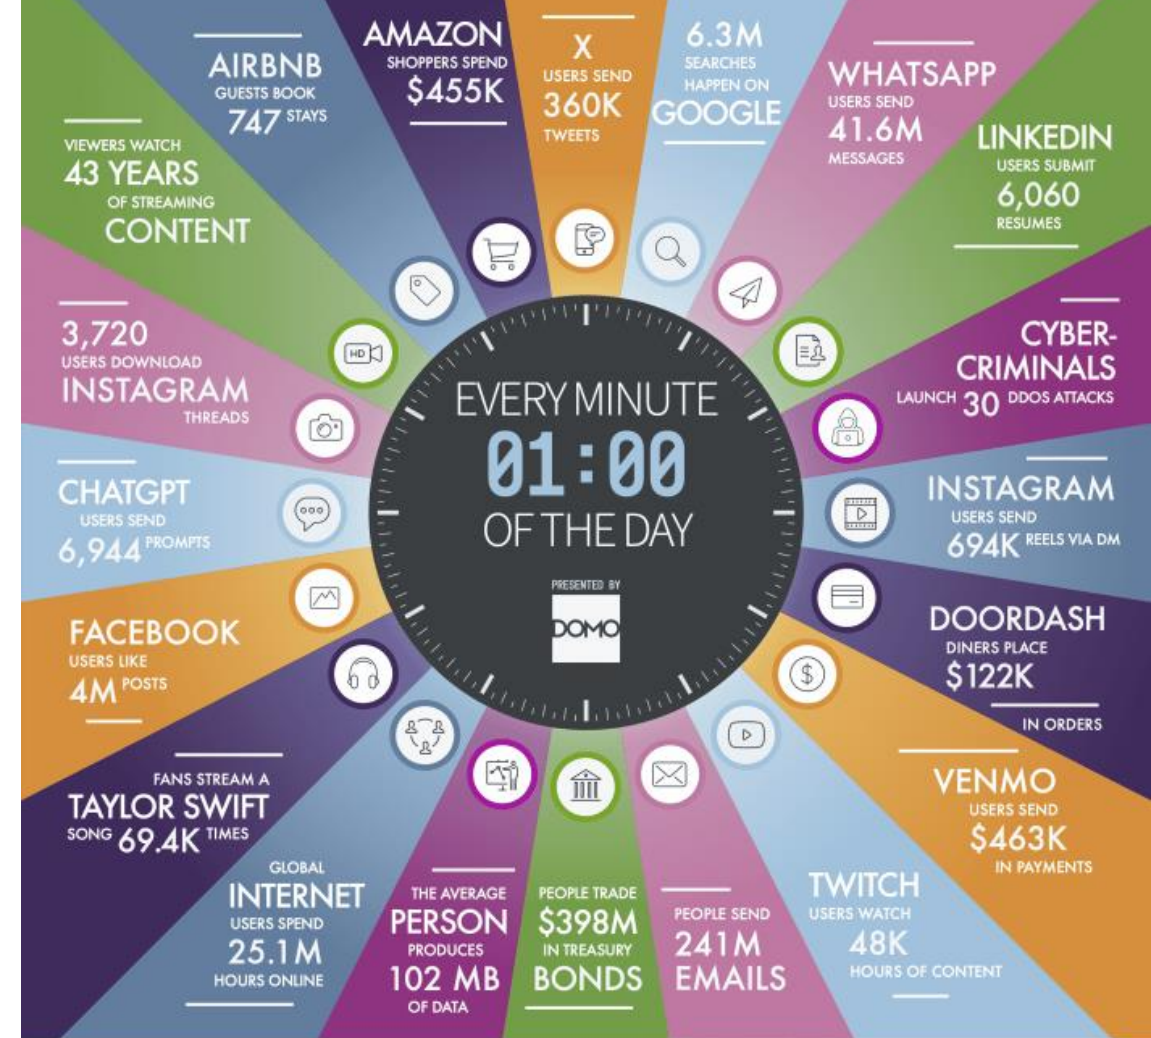 AMAZON
SHOPPERS SPEND
$455K
X
USERS SEND
360K
TWEETS
6.3M
SEARCHES
HAPPEN ON
GOOGLE
WHATSAPP
USERS SEND
41.6M
MESSAGES
LINKEDIN
USERS SUBMIT
6,060
RESUMES
CYBER-
CRIMINALS
LAUNCH 30 DDOS ATTACKS
INSTAGRAM
USERS SEND
694K REELS VIA DM
DOORDASH
DINERS PLACE
$122K
IN ORDERS
VENMO
USERS SEND
$463K
IN PAYMENTS
TWITCH
USERS WATCH
48K
HOURS OF CONTENT
PEOPLE SEND
241M
EMAILS
PEOPLE TRADE
$398M
IN TREASURY
BONDS
THE AVERAGE
PERSON
PRODUCES
102 MB
OF DATA
GLOBAL
INTERNET
USERS SPEND
25.1M
HOURS ONLINE
FANS STREAM A
TAYLOR SWIFT
SONG 69.4K TIMES
FACEBOOK
USERS LIKE
4M POSTS
CHATGPT
USERS SEND
6,944 PROMPTS
3,720
USERS DOWNLOAD
INSTAGRAM
THREADS
VIEWERS WATCH
43 YEARS
OF STREAMING
CONTENT
AIRBNB
GUESTS BOOK
747 STAYS
HD
EVERY MINUTE
01:00
OF THE DAY
PRESENTED BY
DOMO